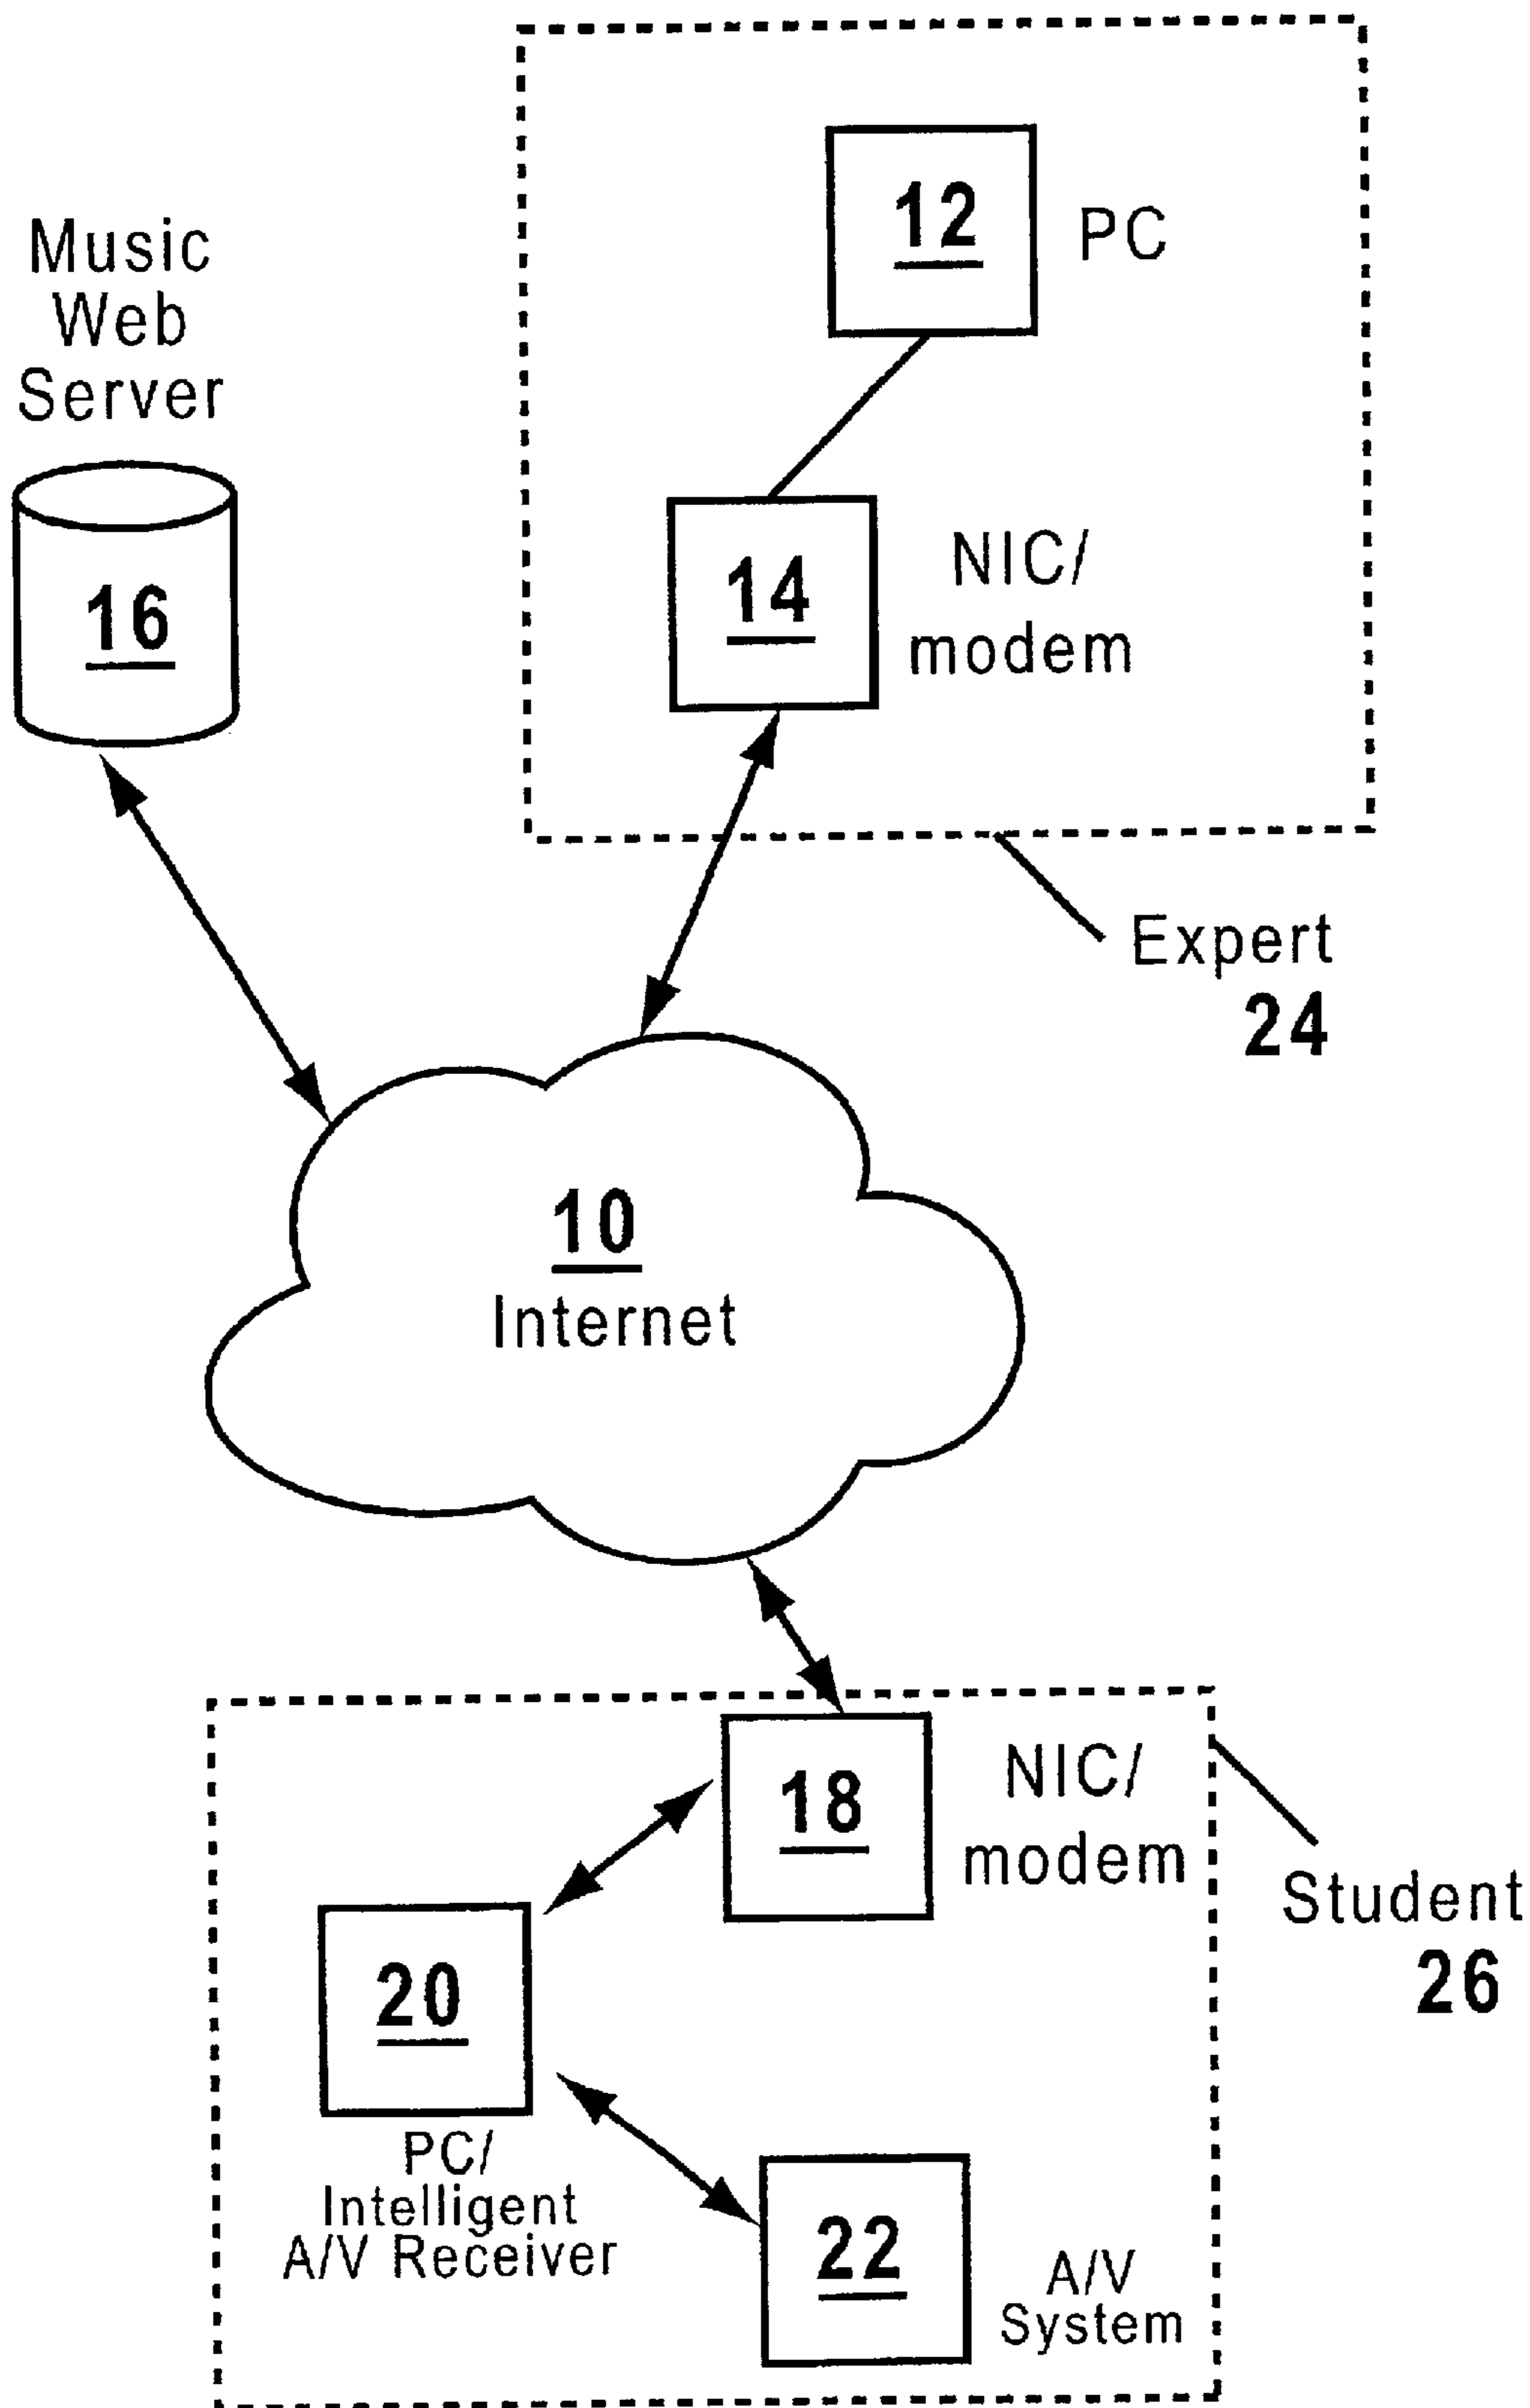 12
PC
Music
Web
Server
16
14
NIC/
modem
Expert
24
10
Internet
18
NIC/
modem
Student
26
20
PC/
Intelligent
A/V Receiver
22
A/V
System